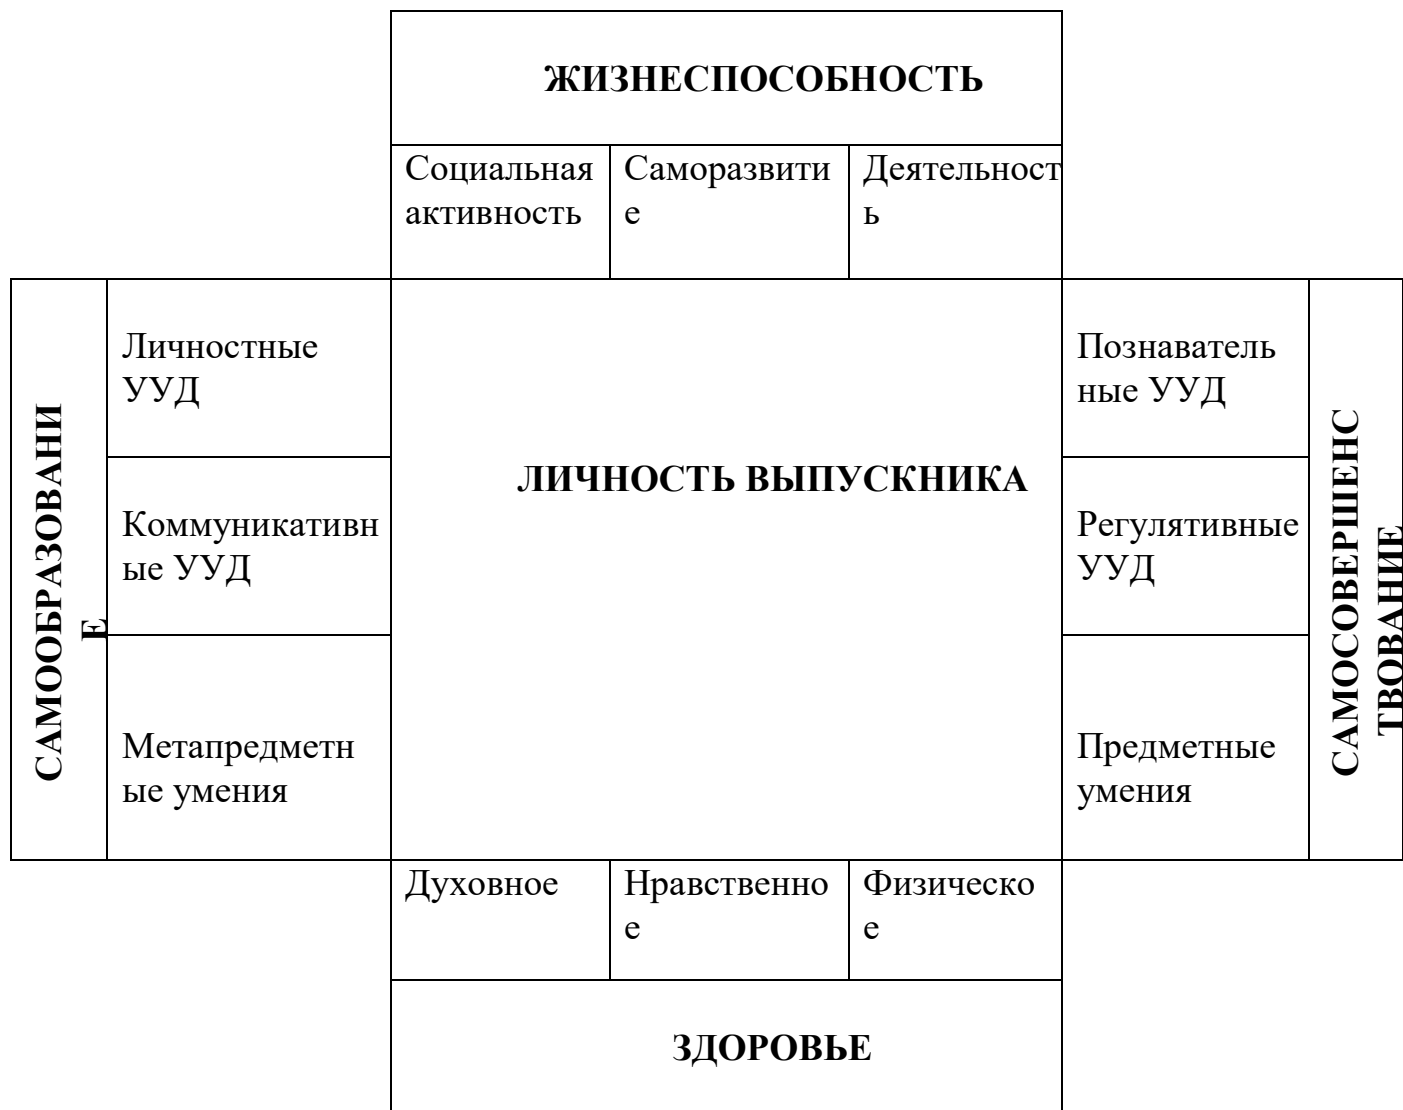 ЖИЗНЕСПОСОБНОСТЬ
Социальная
активность
Саморазвити
е
Деятельност
ь
САМООБРАЗОВАНИ
Е
Личностные
УУД
Коммуникативн
ые УУД
Метапредметн
ые умения
ЛИЧНОСТЬ ВЫПУСКНИКА
Познаватель
ные УУД
Регулятивные
УУД
Предметные
умения
САМОСОВЕРШЕНС
ТВОВАНИЕ
Духовное
Нравственно
е
Физическо
е
ЗДОРОВЬЕ